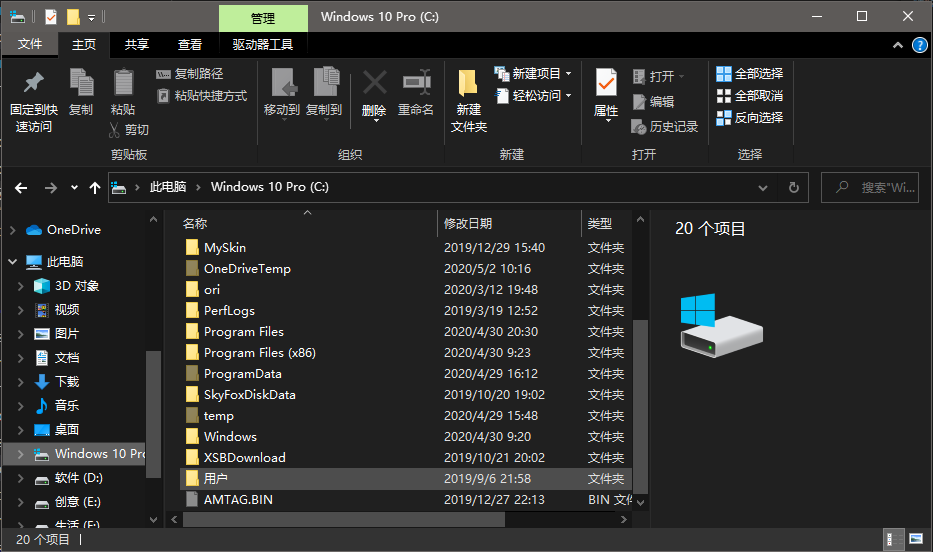 管理
Windows 10 Pro (C:)
文件
主页
共享
查看
驱动器工具
固定到快
速访问
复制
粘贴
复制路径
粘贴快捷方式
剪切
剪贴板
移动到
复制到
删除
重命名
组织
新建
文件夹
新建项目
轻松访问
新建
属性
打开
编辑
历史记录
打开
全部选择
全部取消
反向选择
选择
此电脑
Windows 10 Pro (C:)
搜索"Wi...
OneDrive
此电脑
3D 对象
视频
图片
文档
下载
音乐
桌面
Windows 10 Pro
软件 (D:)
创意 (E:)
生活 (F:)
名称 修改日期 类型
MySkin 2019/12/29 15:40 文件夹
OneDriveTemp 2020/5/2 10:16 文件夹
ori 2020/3/12 19:48 文件夹
PerfLogs 2019/3/19 12:52 文件夹
Program Files 2020/4/30 20:30 文件夹
Program Files (x86) 2020/4/30 9:23 文件夹
ProgramData 2020/4/29 16:12 文件夹
SkyFoxDiskData 2019/10/20 19:02 文件夹
temp 2020/4/29 15:48 文件夹
Windows 2020/4/30 9:20 文件夹
XSBDownload 2019/10/21 20:02 文件夹
用户 2019/9/6 21:58 文件夹
AMTAG.BIN 2019/12/27 22:13 BIN 文件
20 个项目
20 个项目